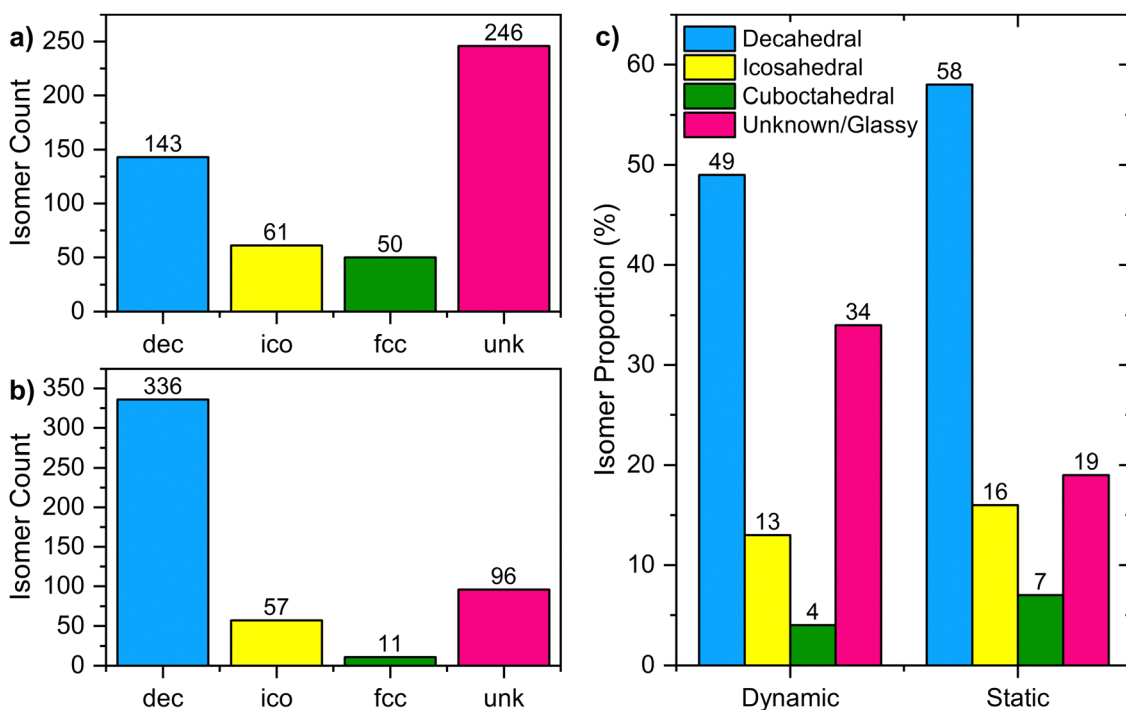 a)
Isomer Count
250
200
150
100
50
0
143
61
50
246
dec ico fcc unk
b)
Isomer Count
350
300
250
200
150
100
50
0
336
57
11
96
dec ico fcc unk
c)
Decahedral
Icosahedral
Cuboctahedral
Unknown/Glassy
Isomer Proportion (%)
60
50
40
30
20
10
0
49
13
4
34
58
16
7
19
Dynamic Static